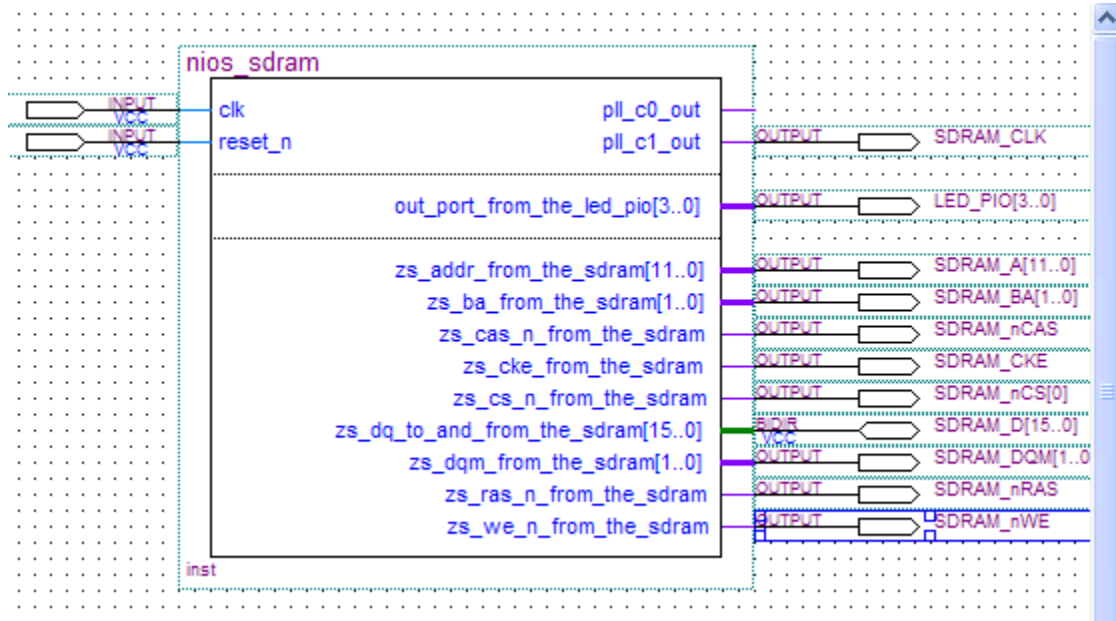 nios_sdram
INPUT VCC clk pll_c0_out
INPUT VCC reset_n pll_c1_out OUTPUT SDRAM_CLK
out_port_from_the_led_pio[3..0] OUTPUT LED_PIO[3..0]
zs_addr_from_the_sdram[11..0] OUTPUT SDRAM_A[11..0]
zs_ba_from_the_sdram[1..0] OUTPUT SDRAM_BA[1..0]
zs_cas_n_from_the_sdram OUTPUT SDRAM_nCAS
zs_cke_from_the_sdram OUTPUT SDRAM_CKE
zs_cs_n_from_the_sdram OUTPUT SDRAM_nCS[0]
zs_dq_to_and_from_the_sdram[15..0] BIDIR VCC SDRAM_D[15..0]
zs_dqm_from_the_sdram[1..0] OUTPUT SDRAM_DQM[1..0
zs_ras_n_from_the_sdram OUTPUT SDRAM_nRAS
zs_we_n_from_the_sdram OUTPUT SDRAM_nWE
inst